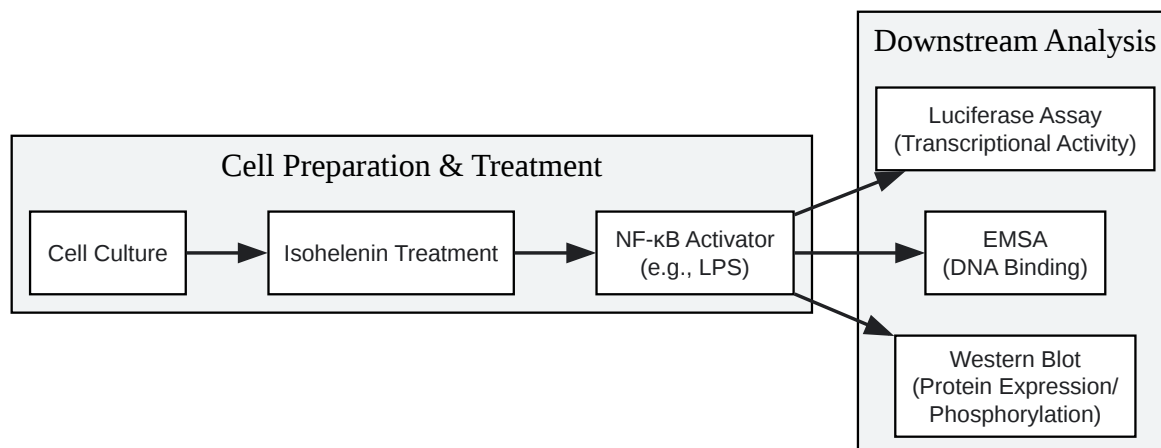 Cell Preparation & Treatment
Cell Culture
Isohelenin Treatment
NF-κB Activator
(e.g., LPS)
Downstream Analysis
Luciferase Assay
(Transcriptional Activity)
EMSA
(DNA Binding)
Western Blot
(Protein Expression/
Phosphorylation)